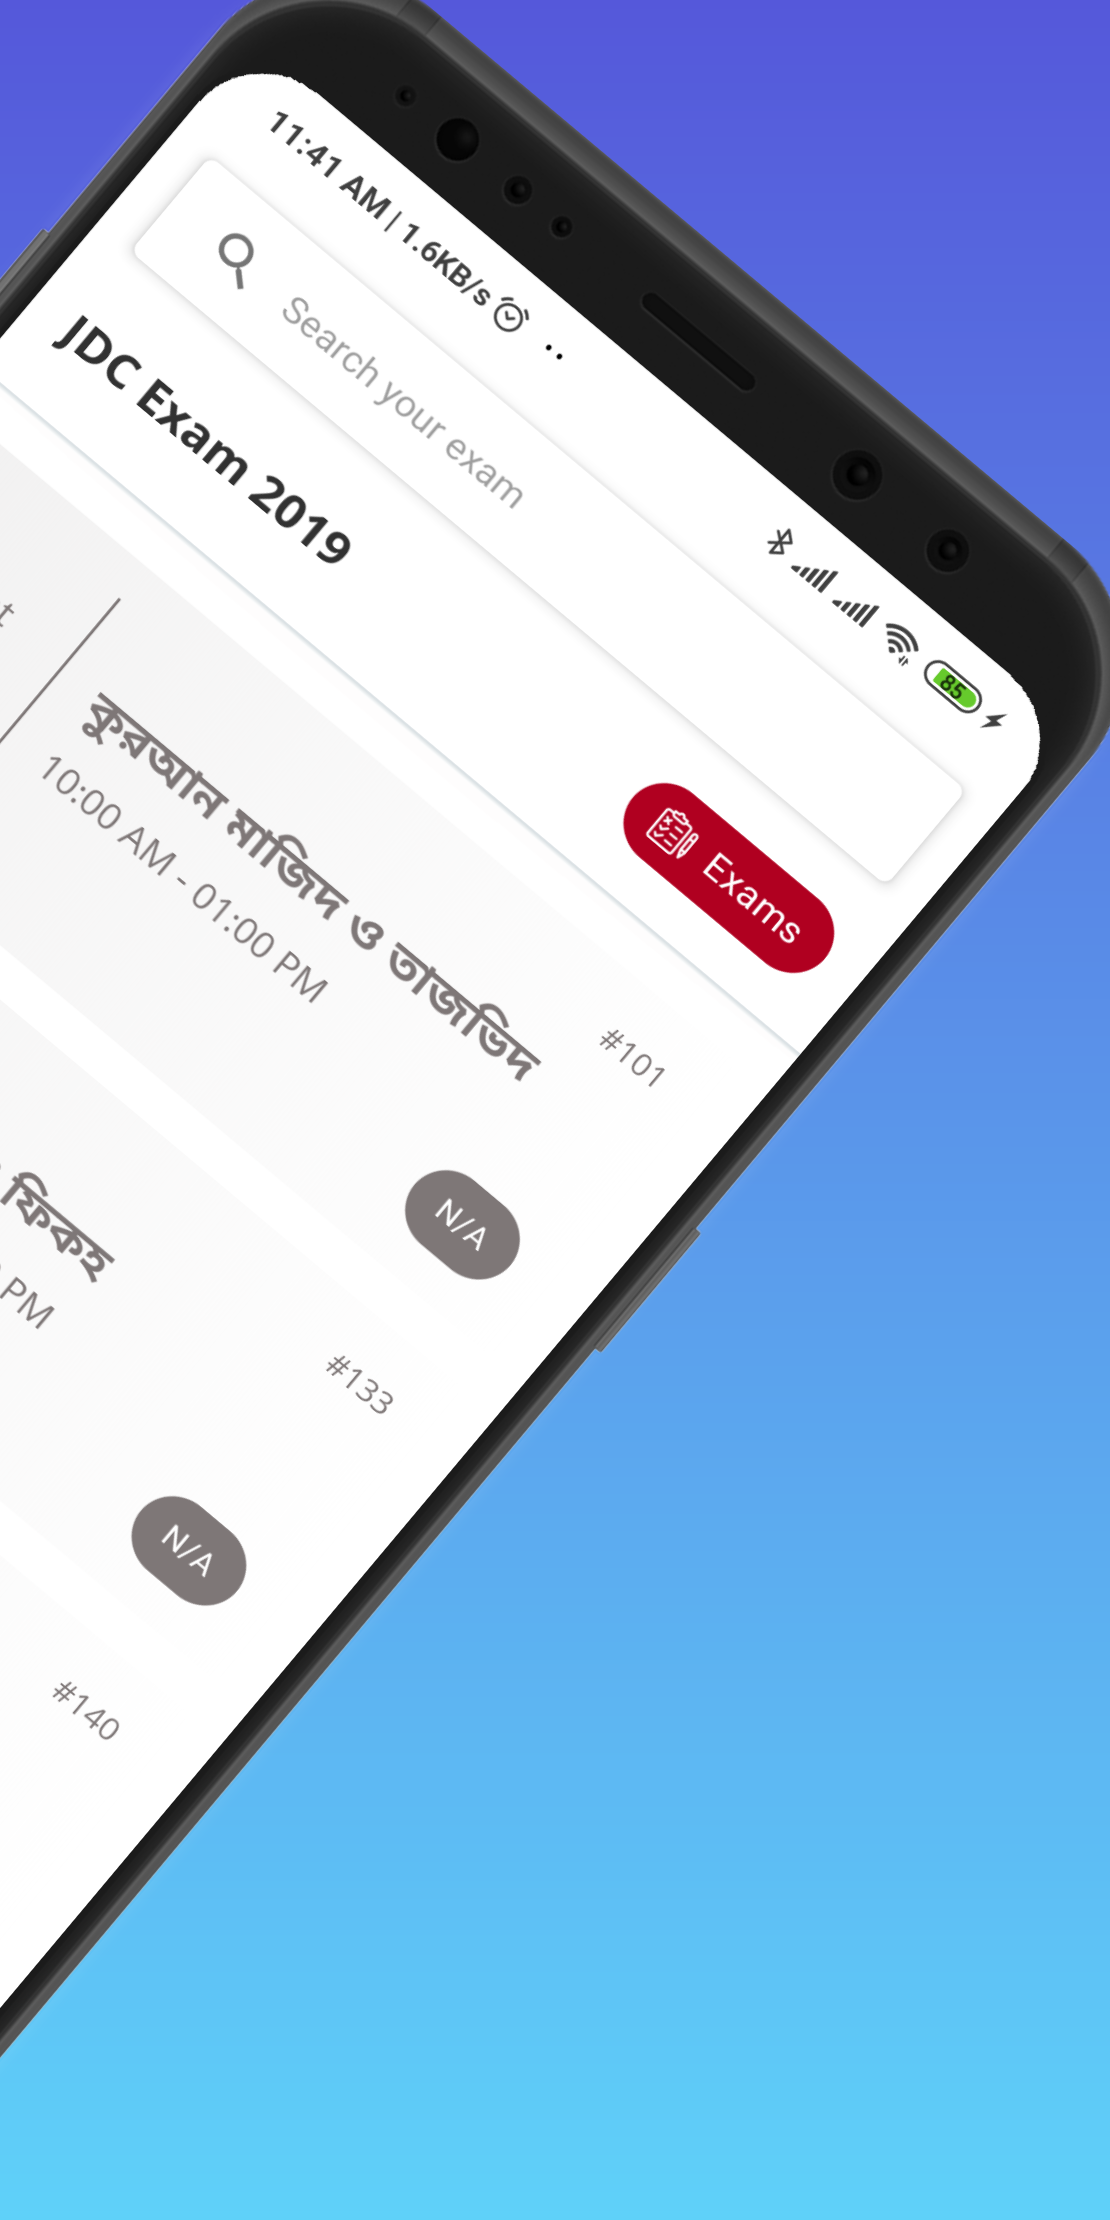 11:41 AM | 1.6KB/s
85
Search your exam
JDC Exam 2019
Exams
কুরআন মাজিদ ও তাজভিদ
10:00 AM - 01:00 PM
#101
N/A
ফিকহ
PM
#133
N/A
#140